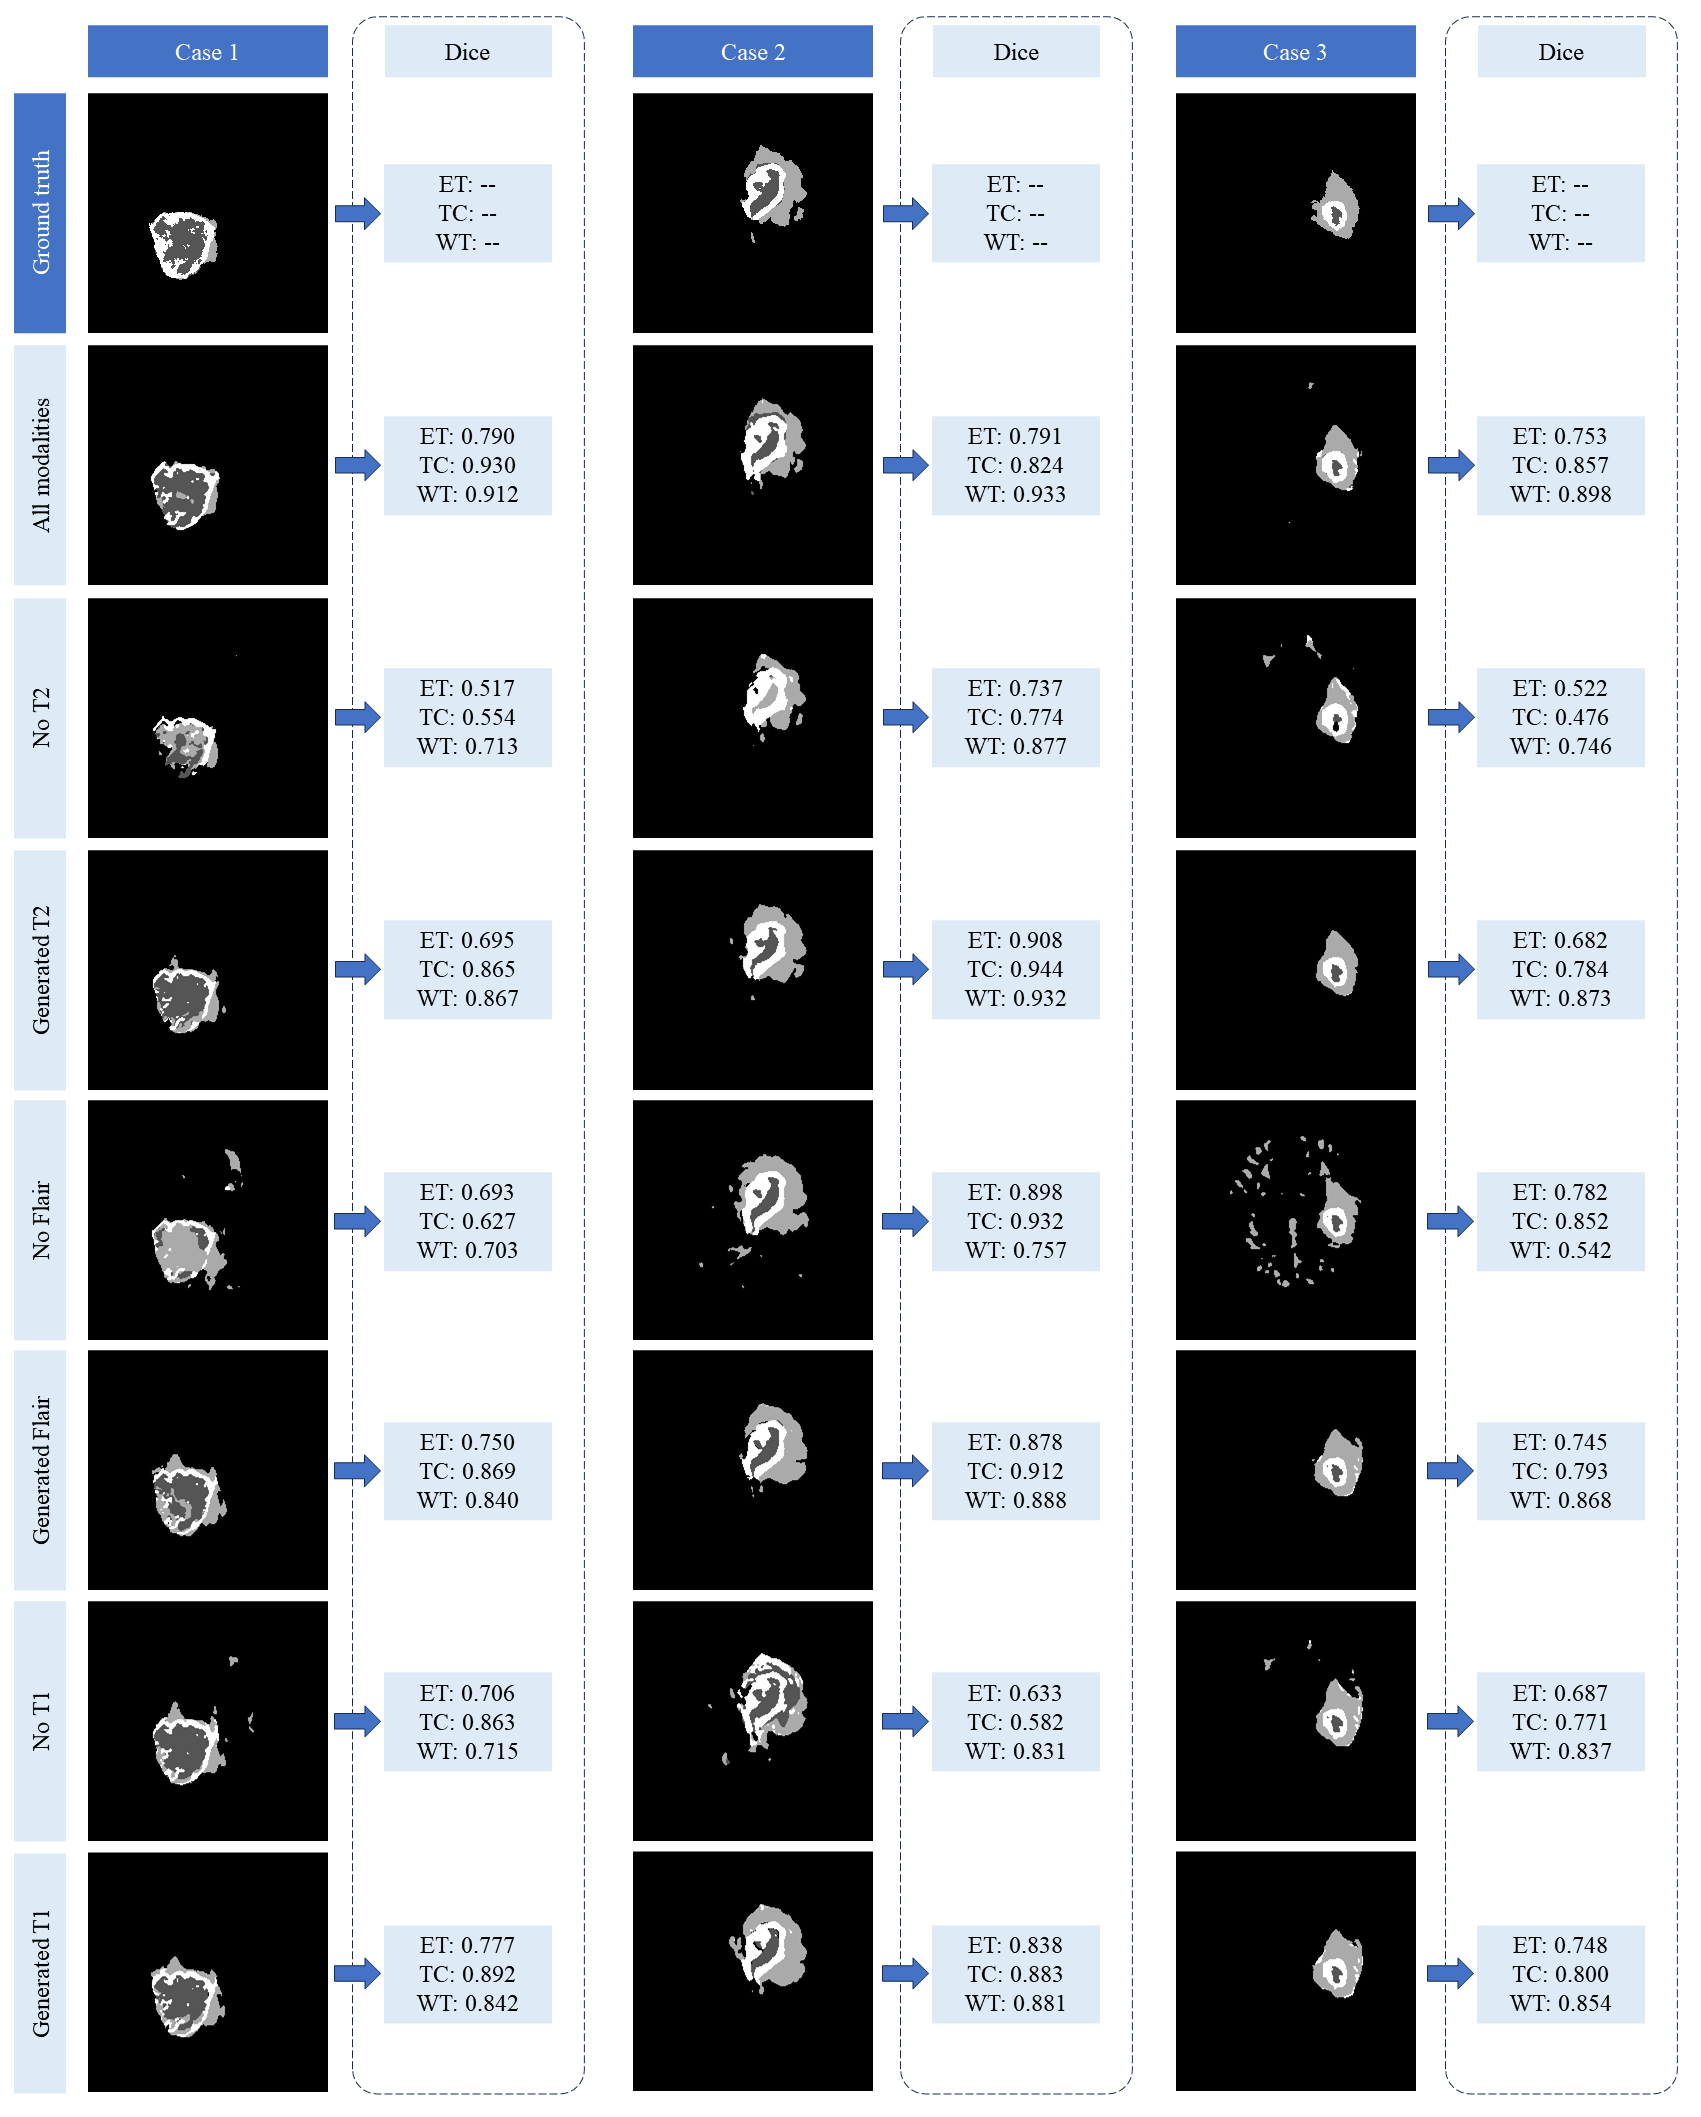 Case 1
Dice
Case 2
Dice
Case 3
Dice
Ground truth
ET: --
TC: --
WT: --
ET: --
TC: --
WT: --
ET: --
TC: --
WT: --
All modalities
ET: 0.790
TC: 0.930
WT: 0.912
ET: 0.791
TC: 0.824
WT: 0.933
ET: 0.753
TC: 0.857
WT: 0.898
No T2
ET: 0.517
TC: 0.554
WT: 0.713
ET: 0.737
TC: 0.774
WT: 0.877
ET: 0.522
TC: 0.476
WT: 0.746
Generated T2
ET: 0.695
TC: 0.865
WT: 0.867
ET: 0.908
TC: 0.944
WT: 0.932
ET: 0.682
TC: 0.784
WT: 0.873
No Flair
ET: 0.693
TC: 0.627
WT: 0.703
ET: 0.898
TC: 0.932
WT: 0.757
ET: 0.782
TC: 0.852
WT: 0.542
Generated Flair
ET: 0.750
TC: 0.869
WT: 0.840
ET: 0.878
TC: 0.912
WT: 0.888
ET: 0.745
TC: 0.793
WT: 0.868
No T1
ET: 0.706
TC: 0.863
WT: 0.715
ET: 0.633
TC: 0.582
WT: 0.831
ET: 0.687
TC: 0.771
WT: 0.837
Generated T1
ET: 0.777
TC: 0.892
WT: 0.842
ET: 0.838
TC: 0.883
WT: 0.881
ET: 0.748
TC: 0.800
WT: 0.854